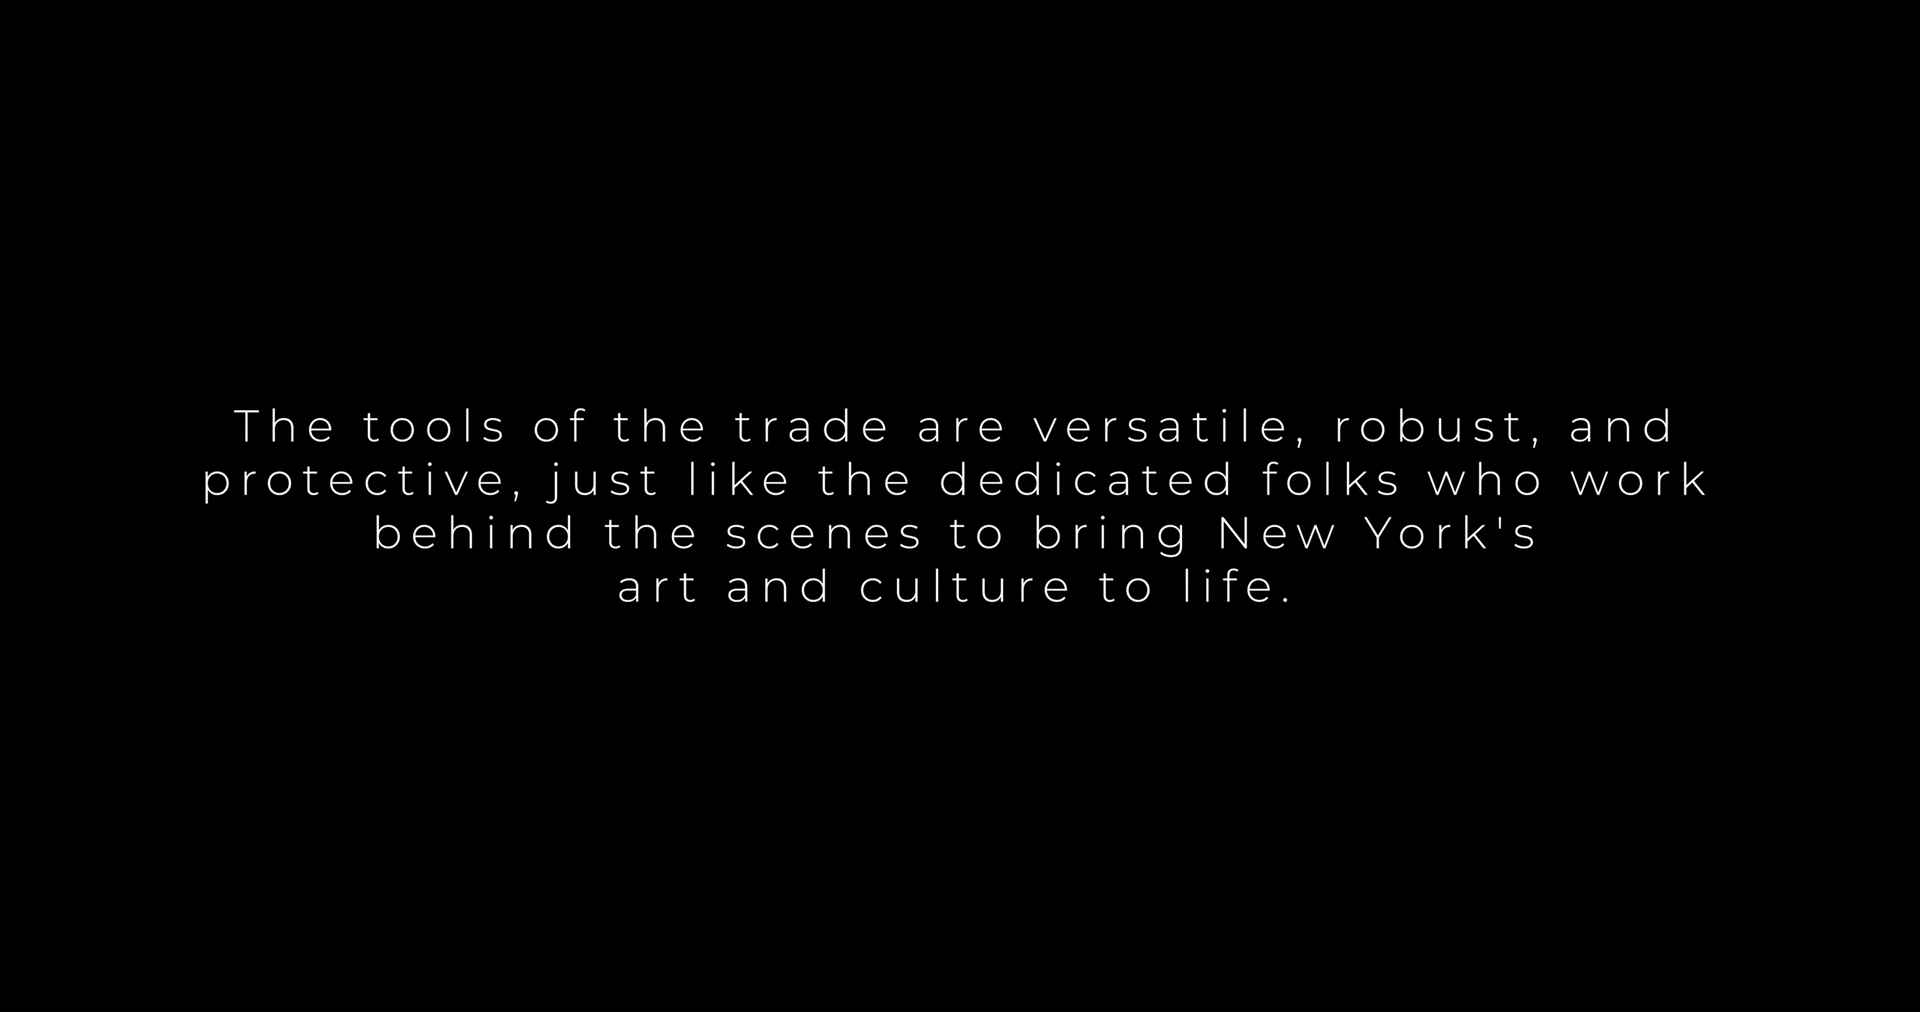 The tools of the trade are versatile, robust, and
protective, just like the dedicated folks who work
behind the scenes to bring New York's
art and culture to life.